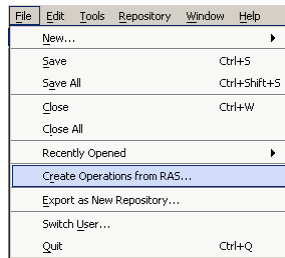 File Edit Tools Repository Window Help
New...
Save Ctrl+S
Save All Ctrl+Shift+S
Close Ctrl+W
Close All
Recently Opened
Create Operations from RAS...
Export as New Repository...
Switch User...
Quit Ctrl+Q